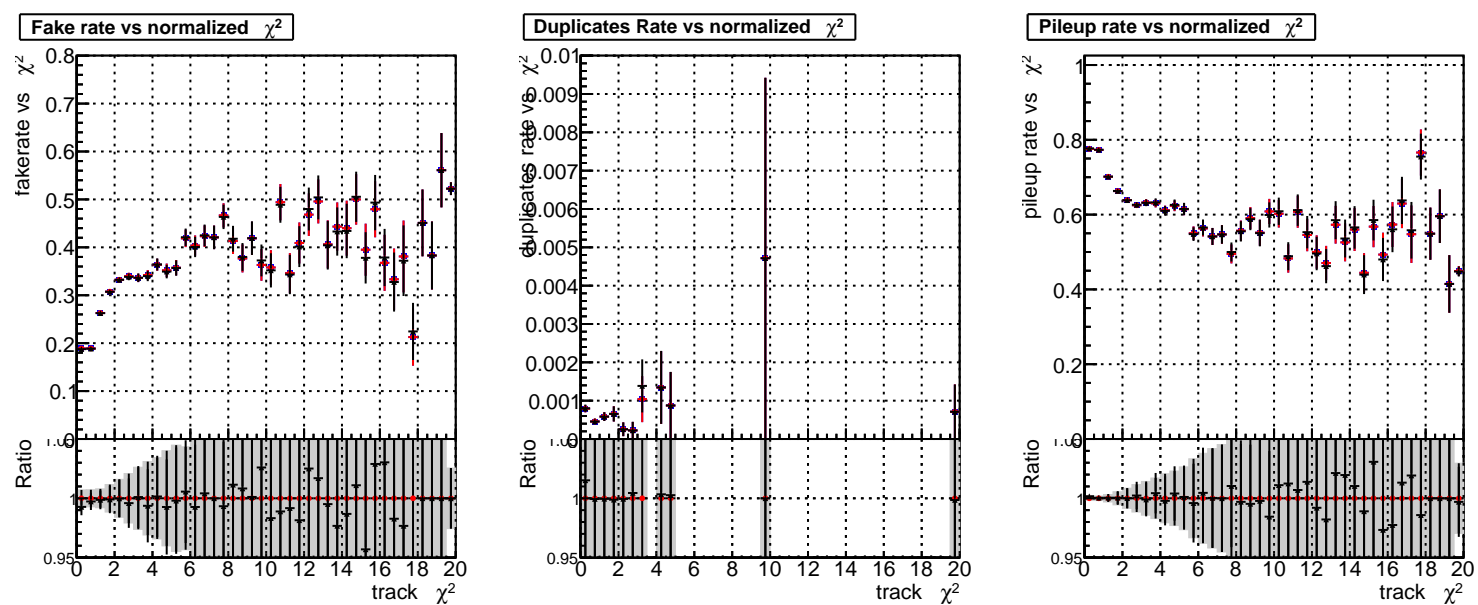 Fake rate vs normalized χ²
fakerate vs χ²
0.8
0.7
0.6
0.5
0.4
0.3
0.2
0.1
0
Ratio
1
0.95
0 2 4 6 8 10 12 14 16 18 20
track χ²
Duplicates Rate vs normalized χ²
duplicates rate vs χ²
0.01
0.009
0.008
0.007
0.006
0.005
0.004
0.003
0.002
0.001
0
Ratio
1
0.95
0 2 4 6 8 10 12 14 16 18 20
track χ²
Pileup rate vs normalized χ²
pileup rate vs χ²
1
0.8
0.6
0.4
0.2
0
Ratio
1
0.95
0 2 4 6 8 10 12 14 16 18 20
track χ²